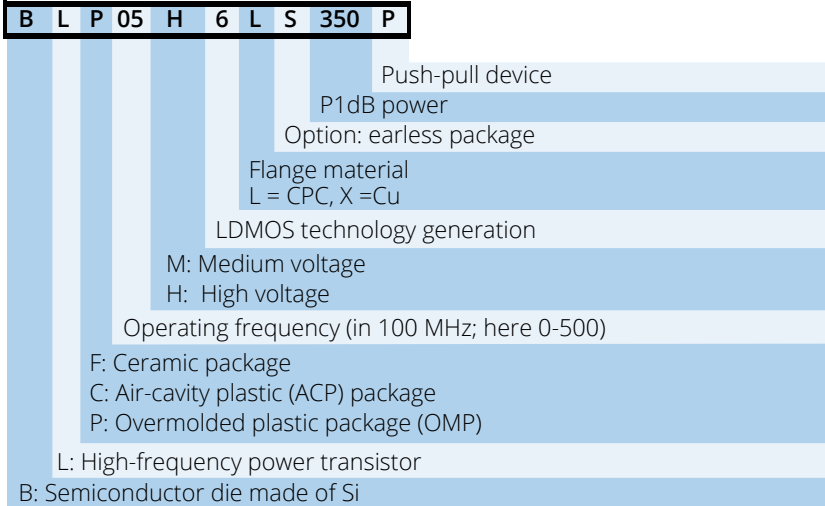 B L P 05 H 6 L S 350 P
Push-pull device
P1dB power
Option: earless package
Flange material
L = CPC, X =Cu
LDMOS technology generation
M: Medium voltage
H: High voltage
Operating frequency (in 100 MHz; here 0-500)
F: Ceramic package
C: Air-cavity plastic (ACP) package
P: Overmolded plastic package (OMP)
L: High-frequency power transistor
B: Semiconductor die made of Si